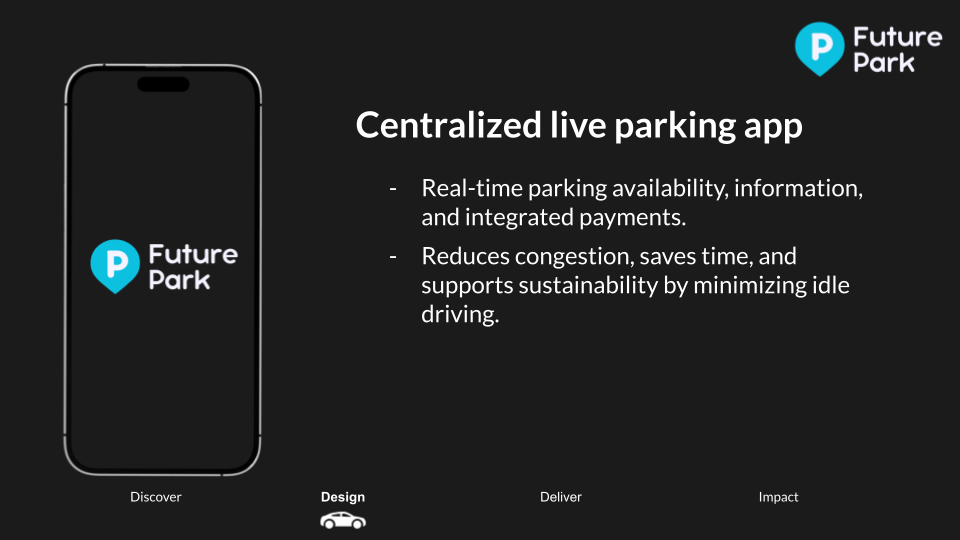 Future
Park
Centralized live parking app
- Real-time parking availability, information,
and integrated payments.
- Reduces congestion, saves time, and
supports sustainability by minimizing idle
driving.
P Future
Park
Discover Design Deliver Impact